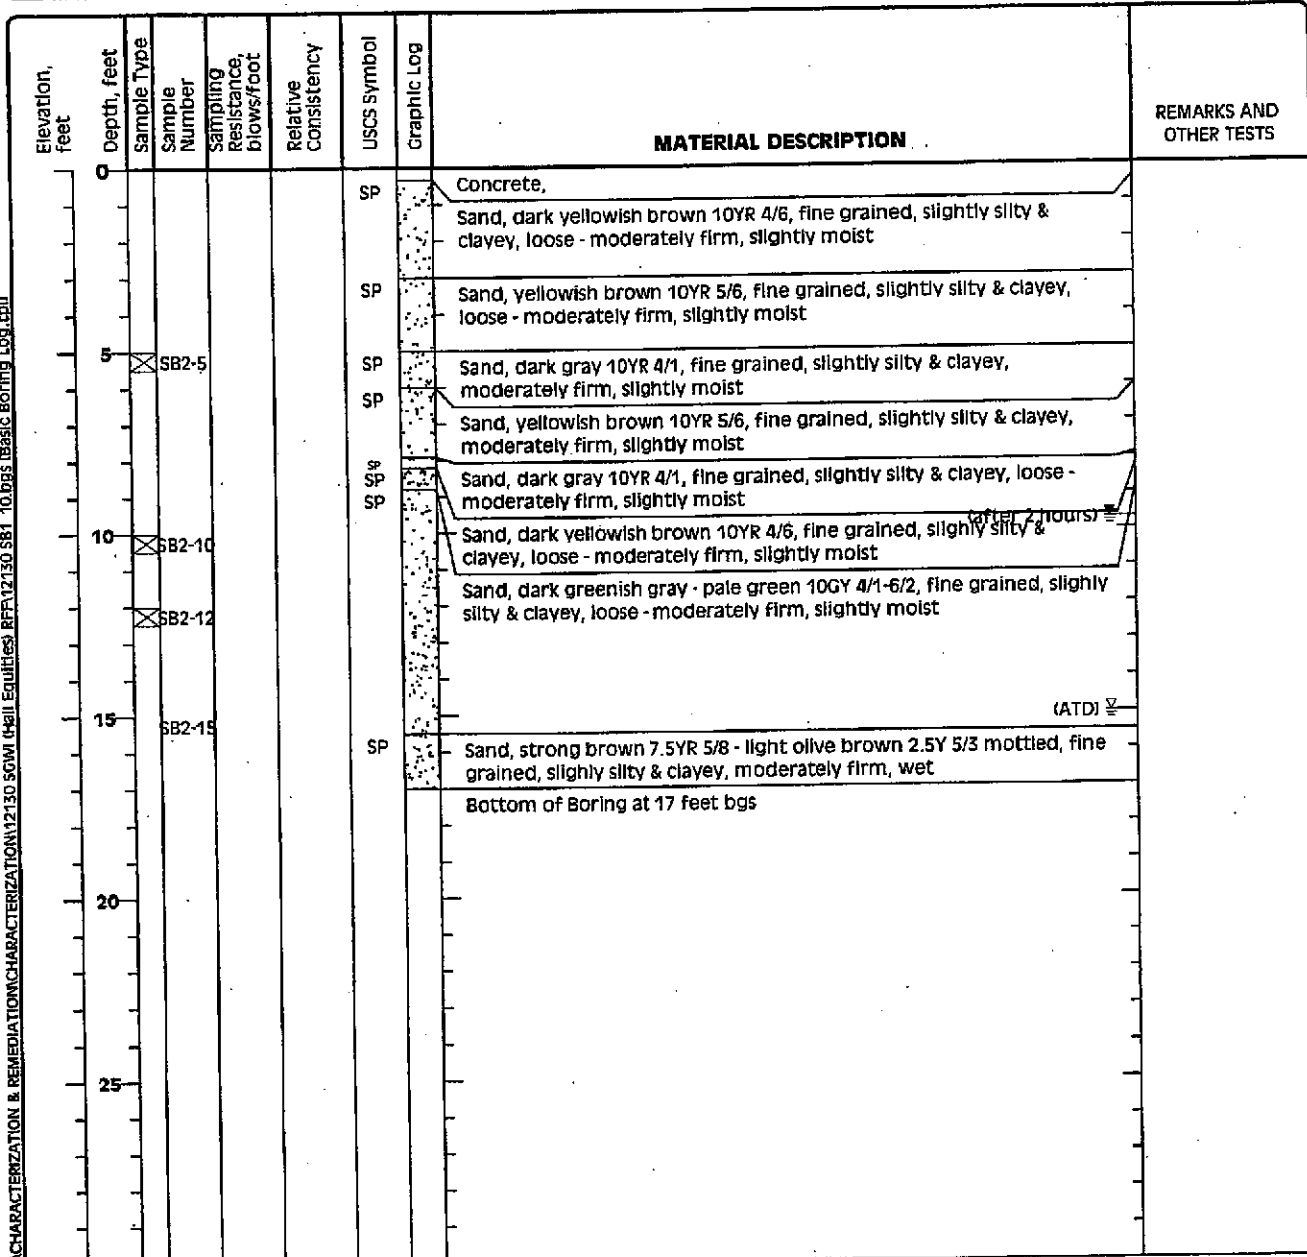 Elevation, feet
Depth, feet
Sample Type
Sample Number
Sampling Resistance, blows/foot
Relative Consistency
USCS Symbol
Graphic Log
MATERIAL DESCRIPTION
REMARKS AND
OTHER TESTS
0
SP
Concrete,
Sand, dark yellowish brown 10YR 4/6, fine grained, slightly silty &
clayey, loose - moderately firm, slightly moist
SP
Sand, yellowish brown 10YR 5/6, fine grained, slightly silty & clayey,
loose - moderately firm, slightly moist
5
SB2-5
SP
Sand, dark gray 10YR 4/1, fine grained, slightly silty & clayey,
moderately firm, slightly moist
SP
Sand, yellowish brown 10YR 5/6, fine grained, slightly silty & clayey,
moderately firm, slightly moist
SP
Sand, dark gray 10YR 4/1, fine grained, slightly silty & clayey, loose -
moderately firm, slightly moist
SP
SP
(after 2 hours)
10
SB2-10
Sand, dark yellowish brown 10YR 4/6, fine grained, slighly silty &
clayey, loose - moderately firm, slightly moist
SB2-12
Sand, dark greenish gray - pale green 10GY 4/1-6/2, fine grained, slighly
silty & clayey, loose - moderately firm, slightly moist
(ATD)
15
SB2-15
SP
Sand, strong brown 7.5YR 5/8 - light olive brown 2.5Y 5/3 mottled, fine
grained, slighly silty & clayey, moderately firm, wet
Bottom of Boring at 17 feet bgs
20
25
CHARACTERIZATION & REMEDIATION\CHARACTERIZATION\12130 SGWI (Hall Equities) RFF\12130 SB1_10.bgs [Basic Boring Log.tpl]